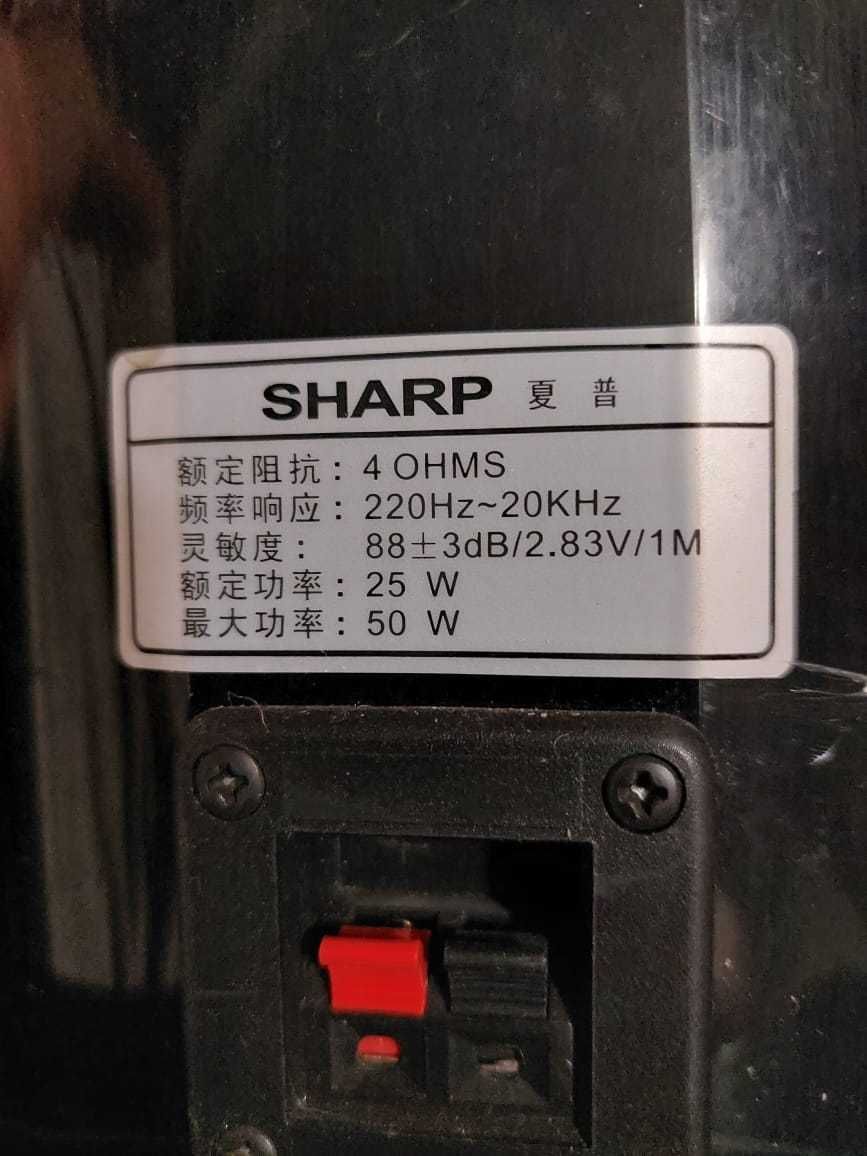 SHARP 夏普
额定阻抗：4 OHMS
频率响应：220Hz~20KHz
灵敏度：88±3dB/2.83V/1M
额定功率：25 W
最大功率：50 W